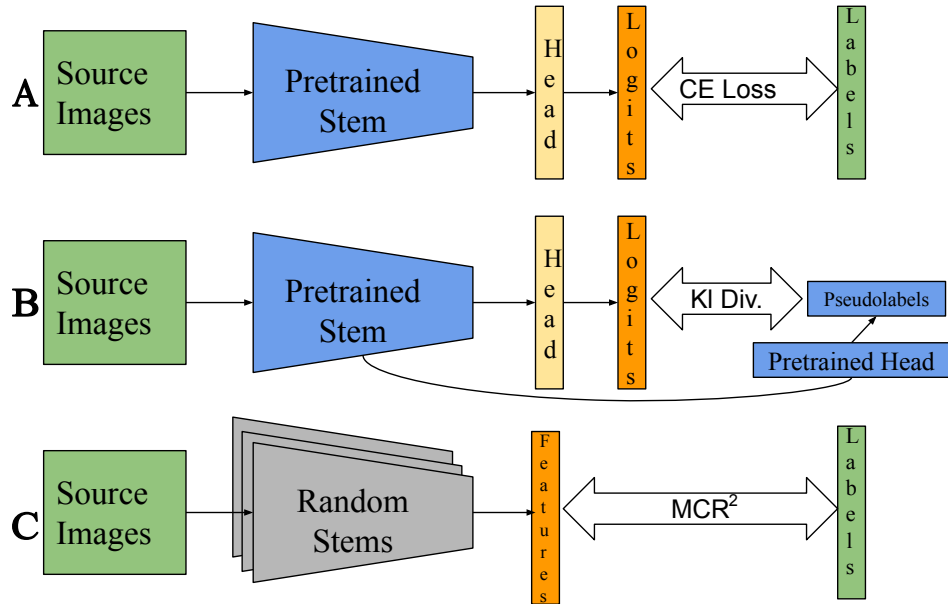 A
Source
Images
Pretrained
Stem
Head
Logits
CE Loss
Labels
B
Source
Images
Pretrained
Stem
Head
Logits
Kl Div.
Pseudolabels
Pretrained Head
C
Source
Images
Random
Stems
Features
MCR²
Labels